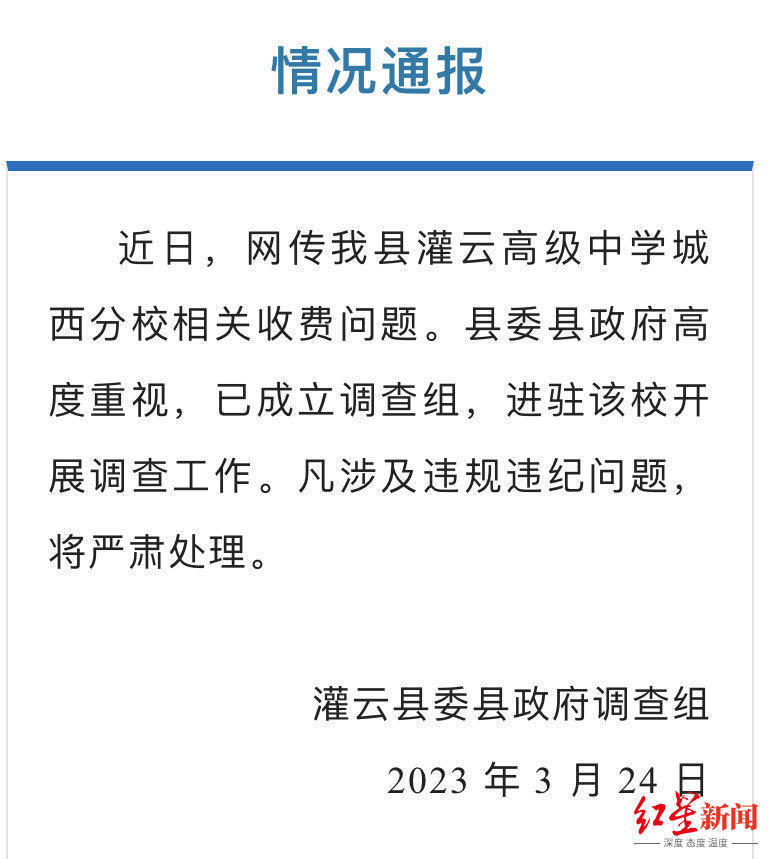 情况通报
近日，网传我县灌云高级中学城
西分校相关收费问题。县委县政府高
度重视，已成立调查组，进驻该校开
展调查工作。凡涉及违规违纪问题，
将严肃处理。
灌云县委县政府调查组
2023 年 3 月 24 日
红星新闻
深度 态度 温度